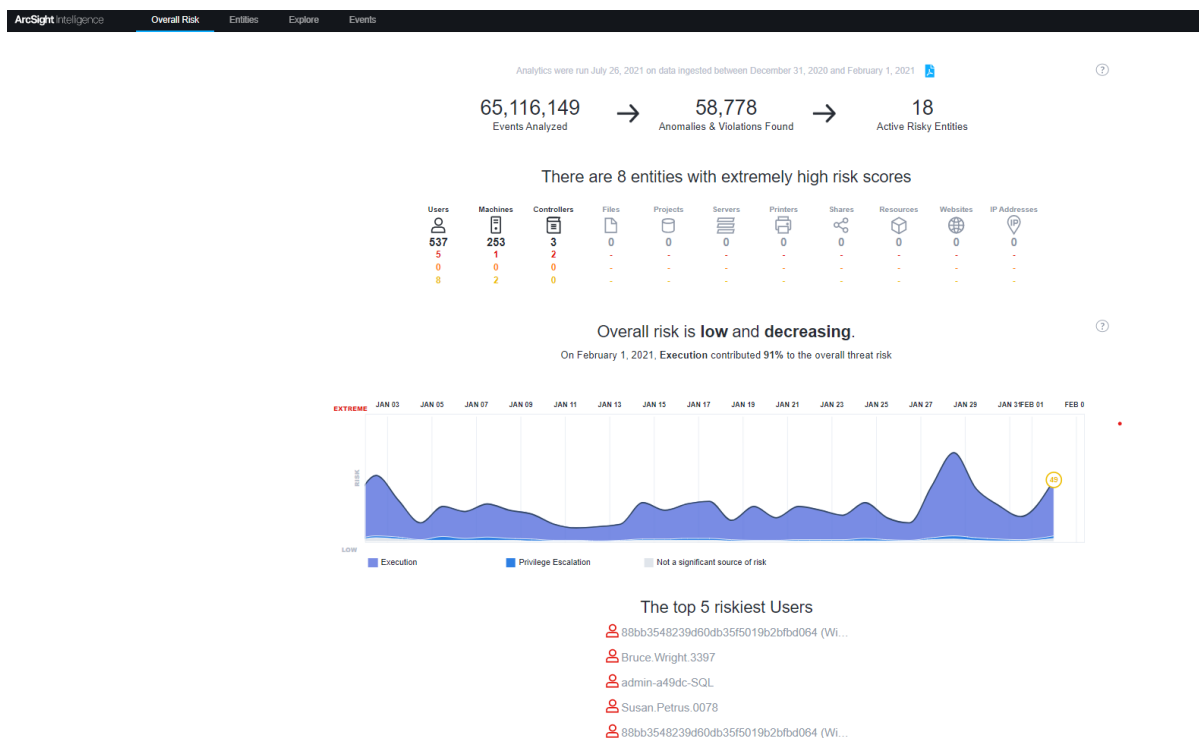 ArcSight Intelligence Overall Risk Entities Explore Events
Analytics were run July 26, 2021 on data ingested between December 31, 2020 and February 1, 2021 ?
65,116,149 → 58,778 → 18
Events Analyzed Anomalies & Violations Found Active Risky Entities
There are 8 entities with extremely high risk scores
Users Machines Controllers Files Projects Servers Printers Shares Resources Websites IP Addresses
IP
537 253 3 0 0 0 0 0 0 0 0
5 1 2 - - - - - - - -
0 0 0 - - - - - - - -
8 2 0 - - - - - - - -
Overall risk is low and decreasing. ?
On February 1, 2021, Execution contributed 91% to the overall threat risk
EXTREME JAN 03 JAN 05 JAN 07 JAN 09 JAN 11 JAN 13 JAN 15 JAN 17 JAN 19 JAN 21 JAN 23 JAN 25 JAN 27 JAN 29 JAN 31FEB 01 FEB 0
RISK
49
LOW
Execution Privilege Escalation Not a significant source of risk
The top 5 riskiest Users
88bb3548239d60db35f5019b2bfbd064 (Wi...
Bruce.Wright.3397
admin-a49dc-SQL
Susan.Petrus.0078
88bb3548239d60db35f5019b2bfbd064 (Wi...